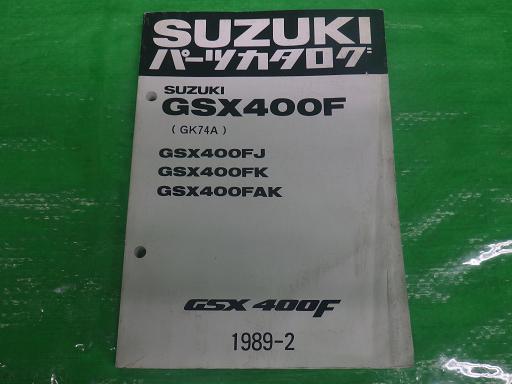 SUZUKI
パーツカタログ
SUZUKI
GSX400F
( GK74A )
GSX400FJ
GSX400FK
GSX400FAK
GSX 400F
1989-2